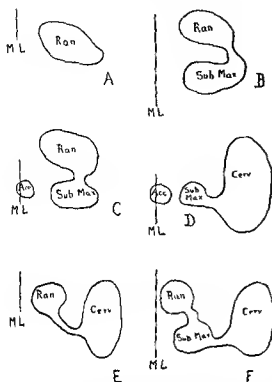 Ran
ML
A
Ran
Sub Max
ML
B
Ran
Acc
Sub Max
ML
C
Acc
Sub
Max
Cerv
ML
D
Ran
Cerv
ML
E
Ran
Cerv
Sub Max
ML
F